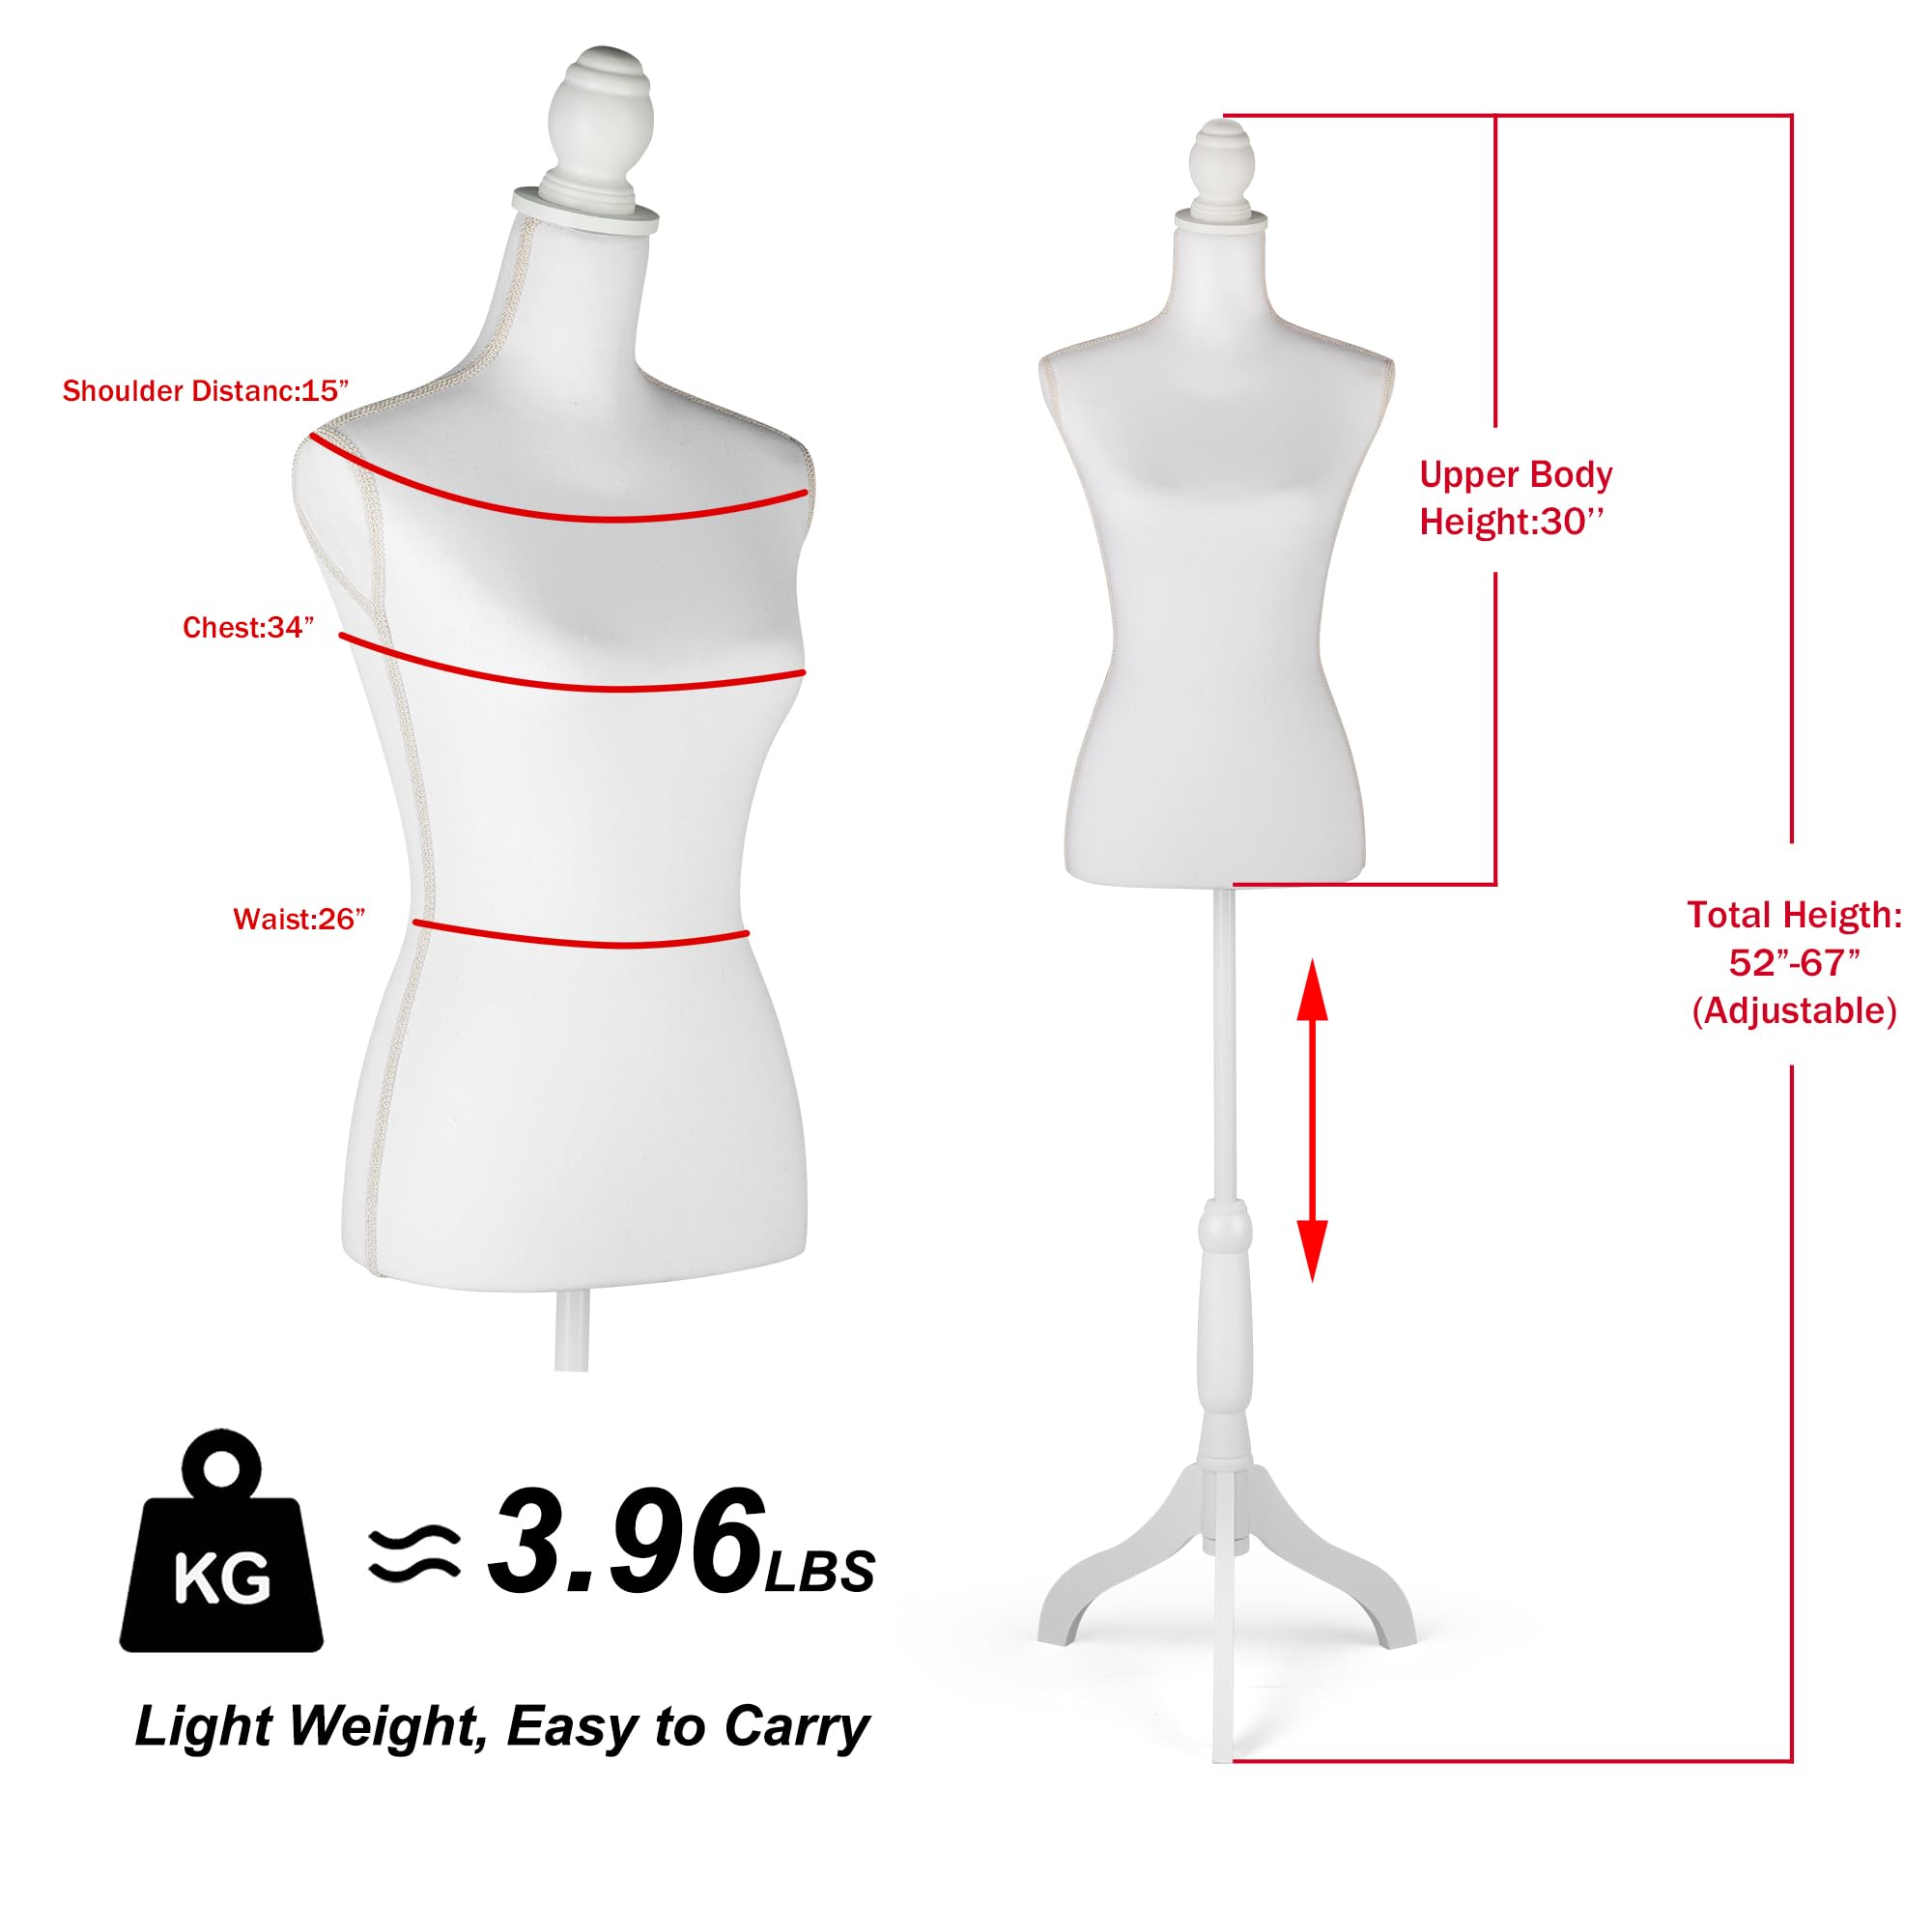 Shoulder Distanc:15”
Chest:34”
Waist:26”
Upper Body
Height:30’’
Total Heigth:
52”-67”
(Adjustable)
KG ≈ 3.96LBS
Light Weight, Easy to Carry